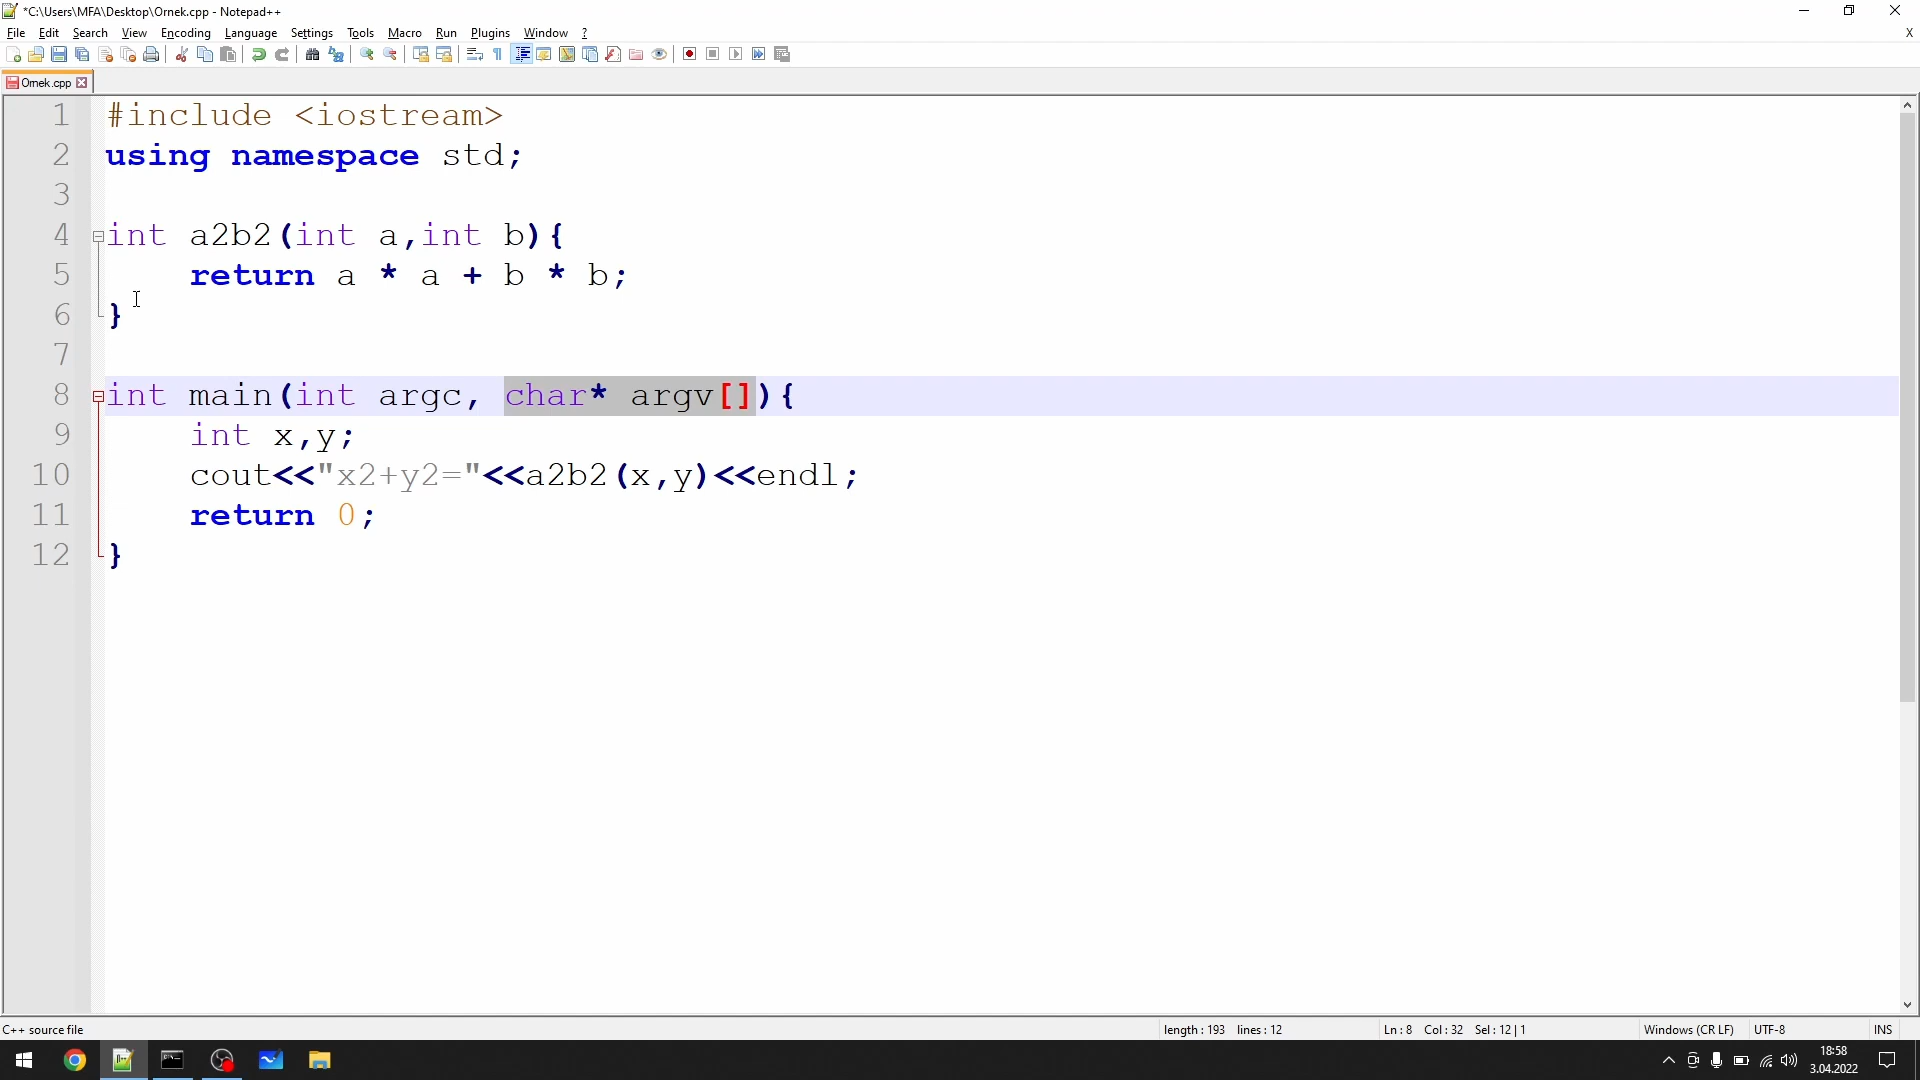 *C:\Users\MFA\Desktop\Ornek.cpp - Notepad++
File Edit Search View Encoding Language Settings Tools Macro Run Plugins Window ? X
Ornek.cpp
1 #include <iostream>
2 using namespace std;
3
4 int a2b2(int a,int b){
5 return a * a + b * b;
6 }
7
8 int main(int argc, char* argv[]){
9 int x,y;
10 cout<<"x2+y2="<<a2b2(x,y)<<endl;
11 return 0;
12 }
C++ source file length : 193 lines : 12 Ln : 8 Col : 32 Sel : 12 | 1 Windows (CR LF) UTF-8 INS
18:58
3.04.2022